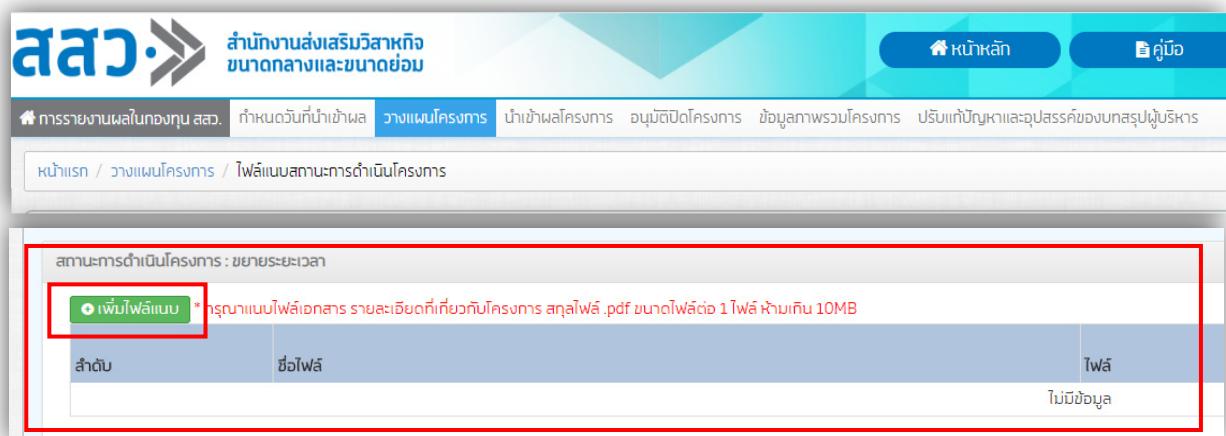 สสว.
สำนักงานส่งเสริมวิสาหกิจ
ขนาดกลางและขนาดย่อม
หน้าหลัก คู่มือ
การรายงานผลในกองทุน สสว. กำหนดวันที่นำเข้าผล วางแผนโครงการ นำเข้าผลโครงการ อนุมัติปิดโครงการ ข้อมูลภาพรวมโครงการ ปรับแก้ปัญหาและอุปสรรค์ของบทสรุปผู้บริหาร
หน้าแรก / วางแผนโครงการ / ไฟล์แนบสถานะการดำเนินโครงการ
สถานะการดำเนินโครงการ : ขยายระยะเวลา
เพิ่มไฟล์แนบ * กรุณาแนบไฟล์เอกสาร รายละเอียดที่เกี่ยวกับโครงการ สกุลไฟล์ .pdf ขนาดไฟล์ต่อ 1 ไฟล์ ห้ามเกิน 10MB
ลำดับ ชื่อไฟล์ ไฟล์
ไม่มีข้อมูล